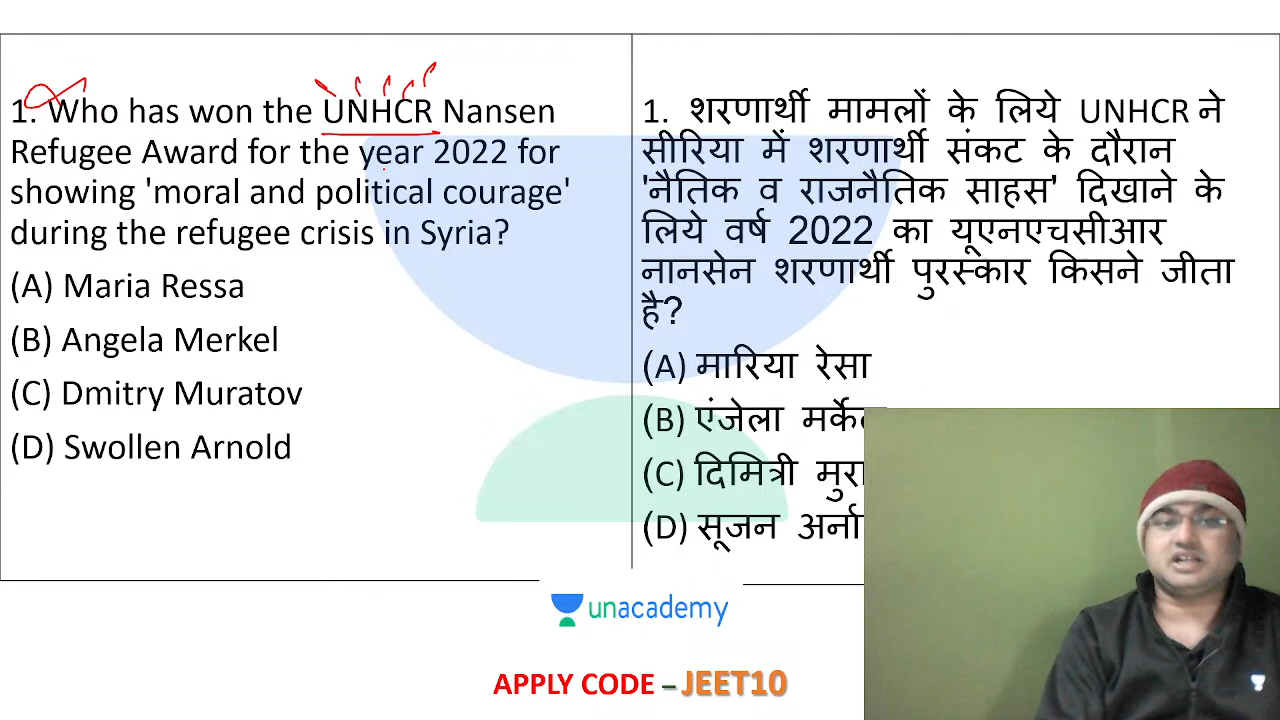 1. Who has won the UNHCR Nansen
Refugee Award for the year 2022 for
showing 'moral and political courage'
during the refugee crisis in Syria?
(A) Maria Ressa
(B) Angela Merkel
(C) Dmitry Muratov
(D) Swollen Arnold
1. शरणार्थी मामलों के लिये UNHCR ने
सीरिया में शरणार्थी संकट के दौरान
'नैतिक व राजनैतिक साहस' दिखाने के
लिये वर्ष 2022 का यूएनएचसीआर
नानसेन शरणार्थी पुरस्कार किसने जीता
है?
(A) मारिया रेसा
(B) एंजेला
(C) दिमित्री
(D) सूजन
unacademy
APPLY CODE – JEET10